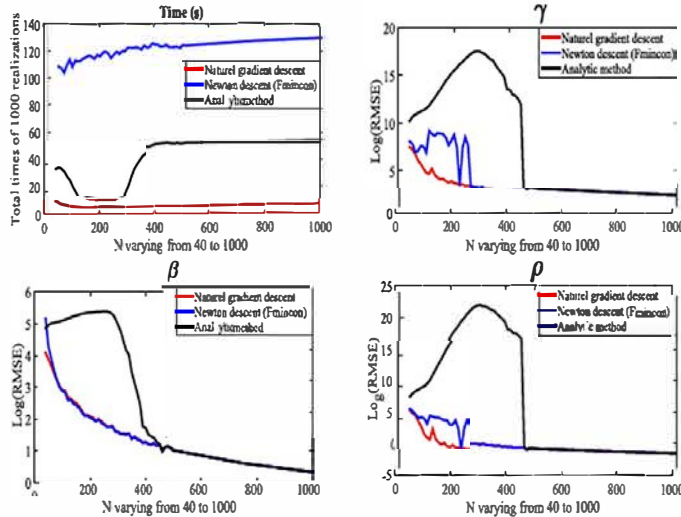 Time (s)
140
120
100
80
60
40
20
0
Total times of 1000 realizations
Naturel gradient descent
Newton descent (Fmincon)
0 200 400 600 800 1000
N varying from 40 to 1000
γ
20
15
10
5
0
Log(RMSE)
Naturel gradient descent
Newton descent (Fmincon)
Analytic method
0 200 400 600 800 1000
N varying from 40 to 1000
β
6
5
4
3
2
1
0
Log(RMSE)
Naturel gradient descent
Newton descent (Fmincon)
200 400 600 800 1000
N varying from 40 to 1000
ρ
25
20
15
10
5
0
-5
Log(RMSE)
Naturel gradient descent
Newton descent (Fmincon)
Analytic method
0 200 400 600 800 1000
N varying from 40 to 1000